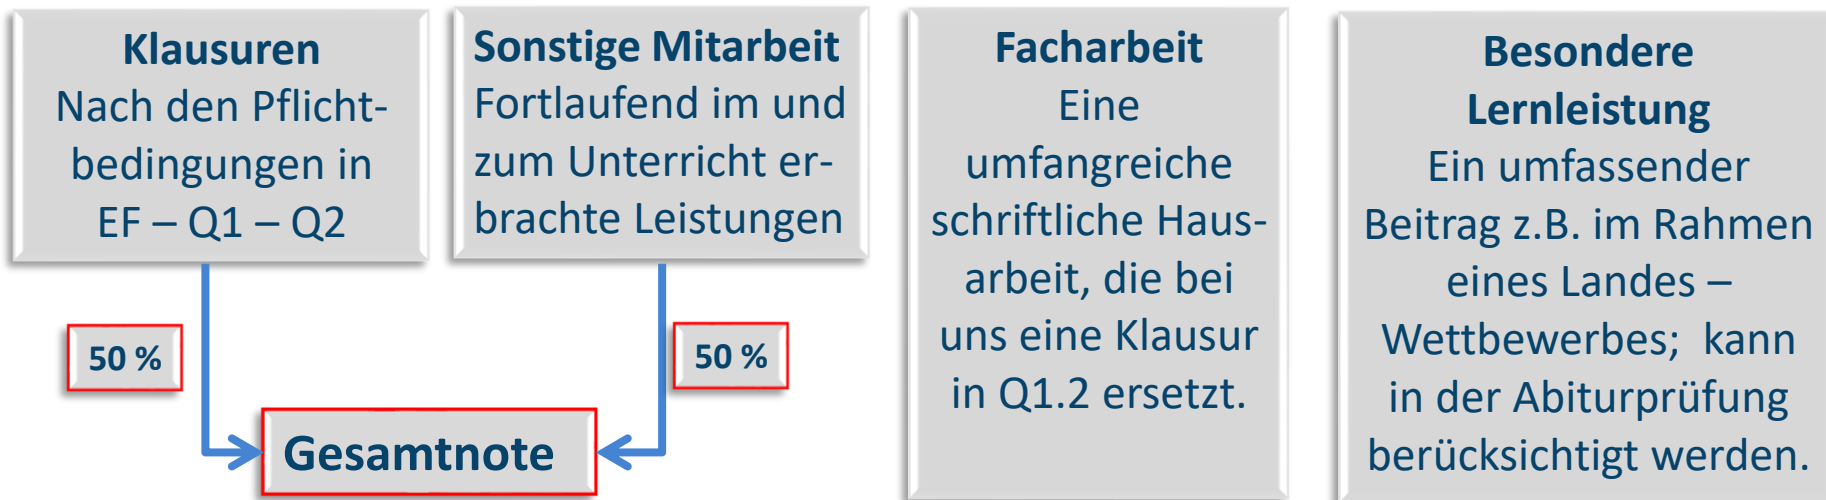 Klausuren
Nach den Pflicht-
bedingungen in
EF – Q1 – Q2
Sonstige Mitarbeit
Fortlaufend im und
zum Unterricht er-
brachte Leistungen
50 %
50 %
Gesamtnote
Facharbeit
Eine
umfangreiche
schriftliche Haus-
arbeit, die bei
uns eine Klausur
in Q1.2 ersetzt.
Besondere
Lernleistung
Ein umfassender
Beitrag z.B. im Rahmen
eines Landes –
Wettbewerbes; kann
in der Abiturprüfung
berücksichtigt werden.